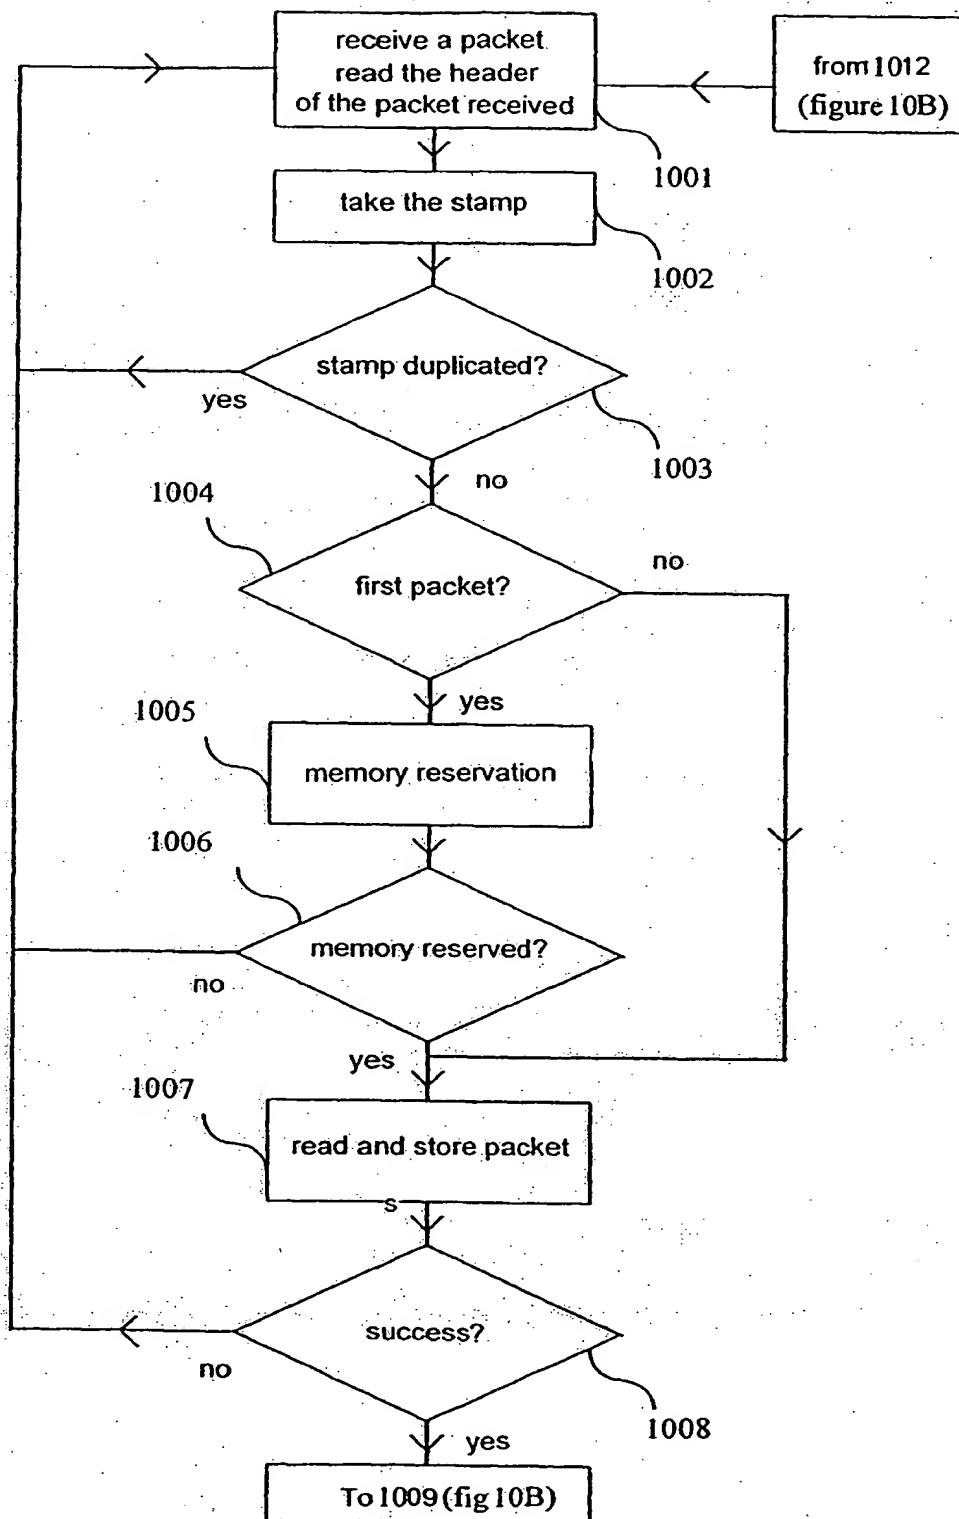 receive a packet
read the header
of the packet received
from 1012
(figure 10B)
1001
take the stamp
1002
stamp duplicated?
yes
1003
no
1004
first packet?
no
yes
1005
memory reservation
1006
memory reserved?
no
yes
1007
read and store packet
s
success?
no
1008
yes
To 1009 (fig 10B)